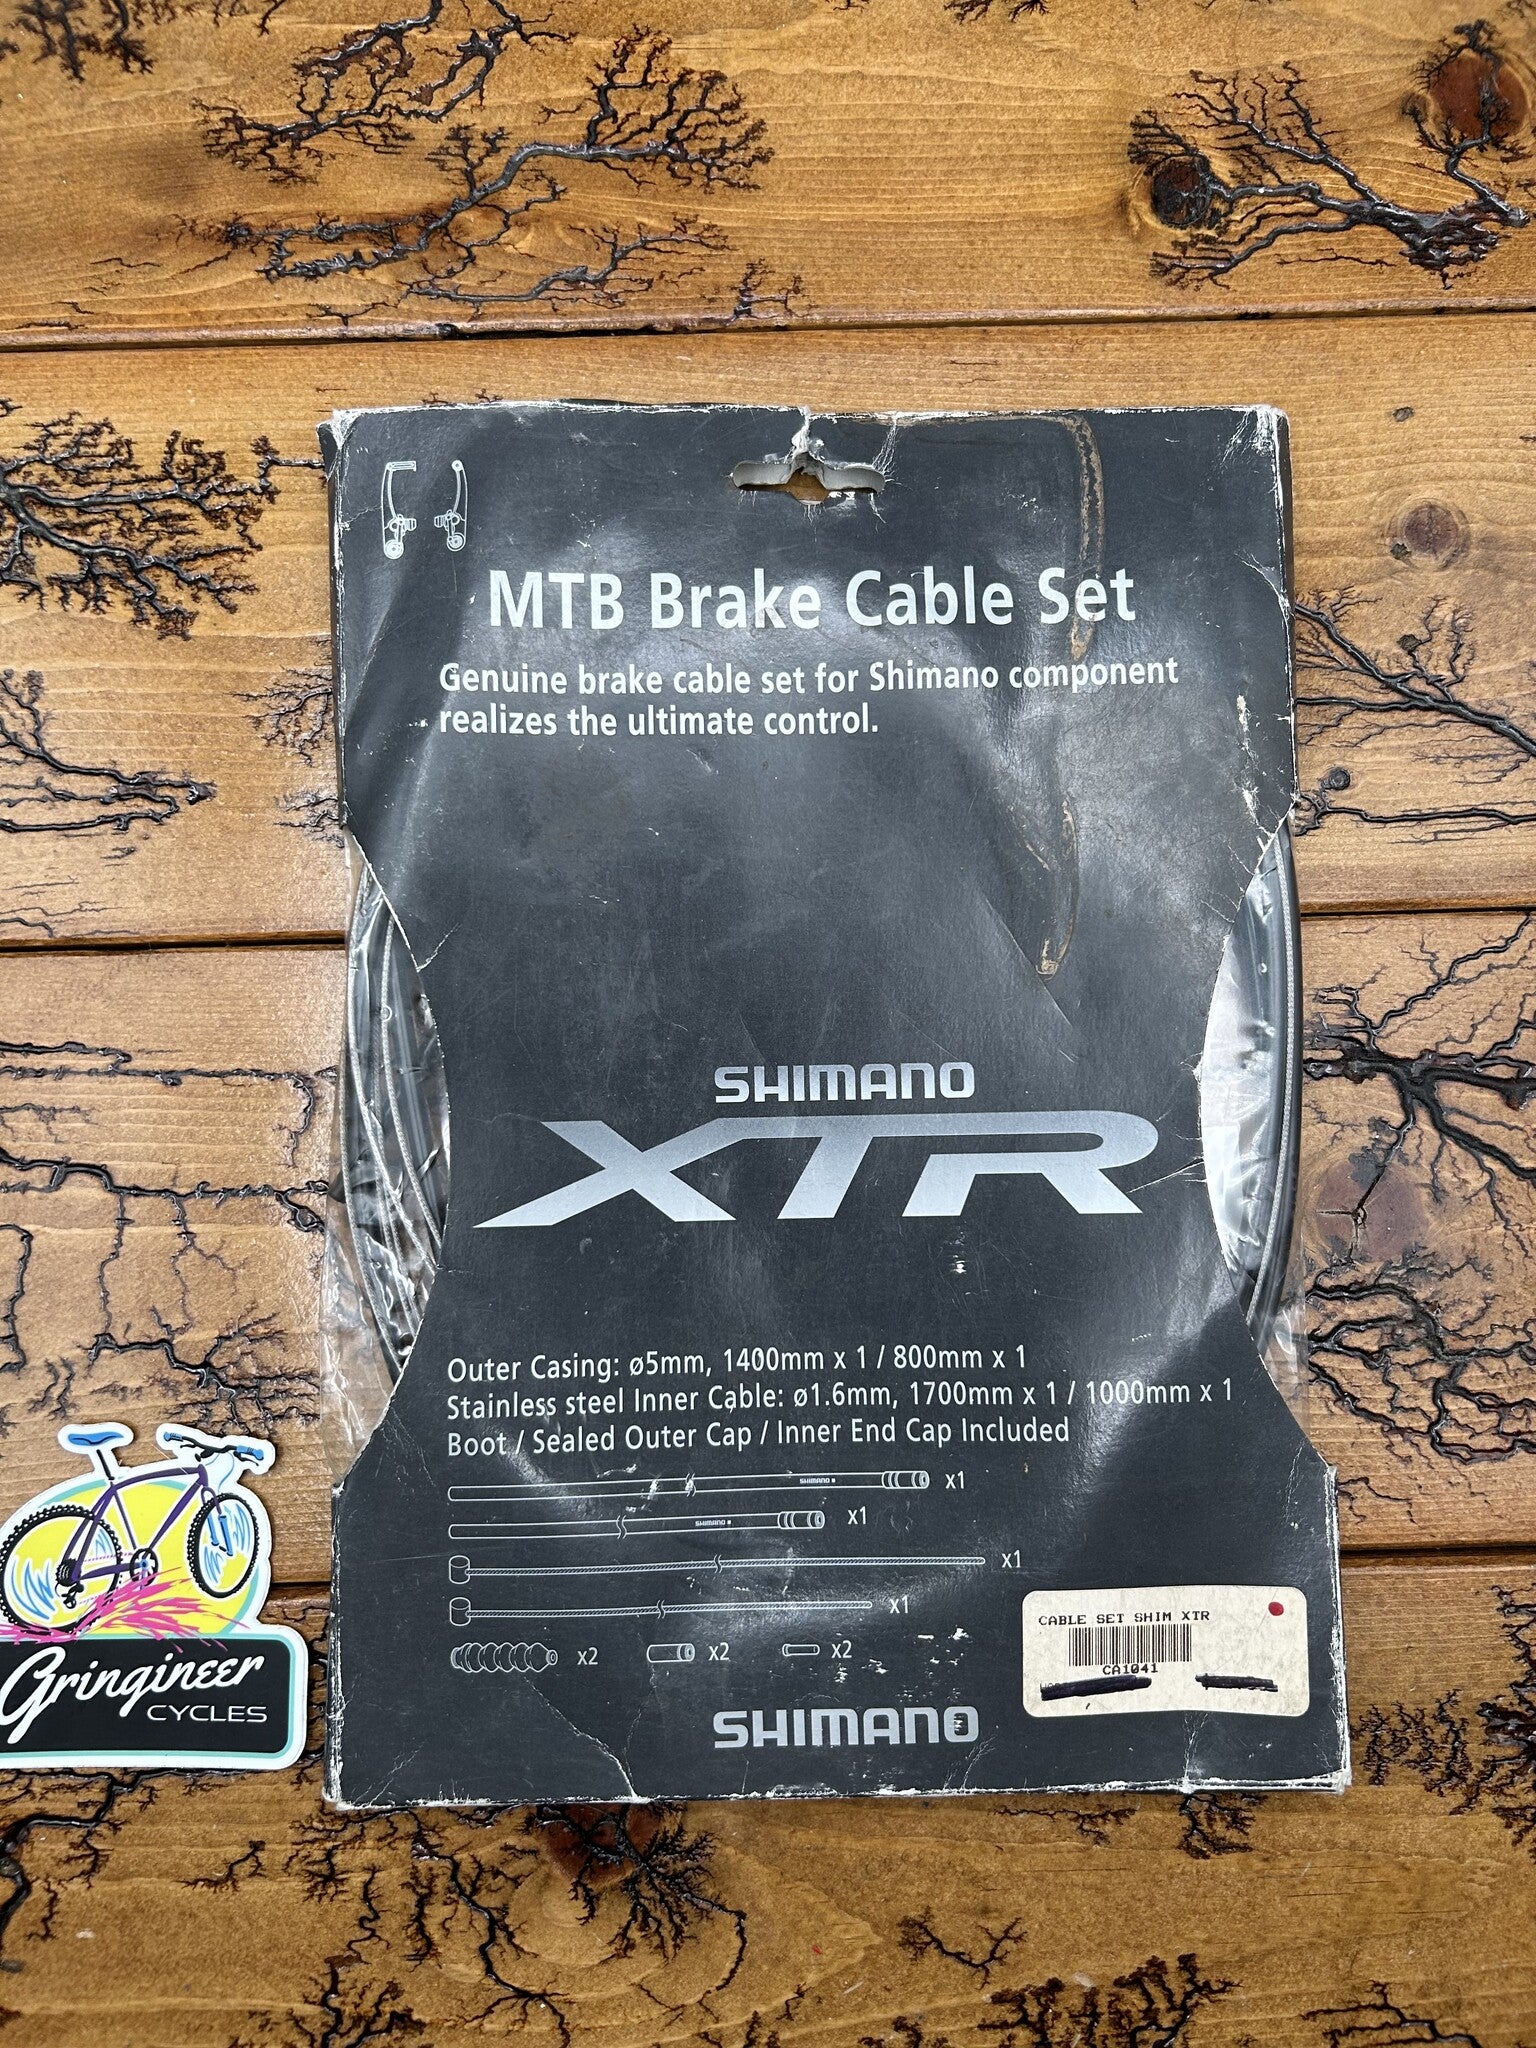 MTB Brake Cable Set
Genuine brake cable set for Shimano component
realizes the ultimate control.
SHIMANO
XTR
Outer Casing: ø5mm, 1400mm x 1 / 800mm x 1
Stainless steel Inner Cable: ø1.6mm, 1700mm x 1 / 1000mm x 1
Boot / Sealed Outer Cap / Inner End Cap Included
SHIMANO x1
SHIMANO x1
x1
x1
x2 x2 x2
CABLE SET SHIM XTR
CA1041
SHIMANO
Gringineer
CYCLES